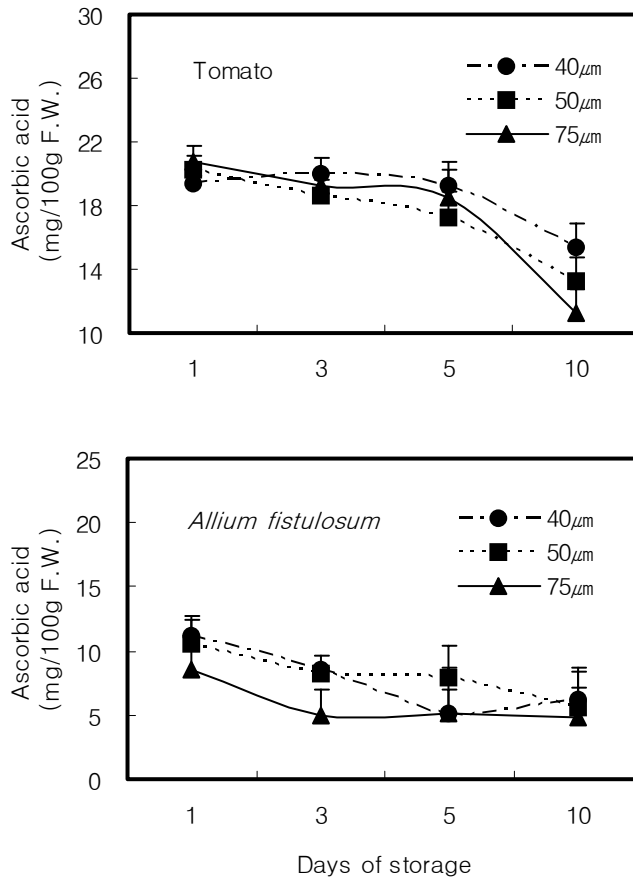 30
26
22
18
14
10
Ascorbic acid
(mg/100g F.W.)
Tomato
40㎛
50㎛
75㎛
1 3 5 10
25
20
15
10
5
0
Ascorbic acid
(mg/100g F.W.)
Allium fistulosum
40㎛
50㎛
75㎛
1 3 5 10
Days of storage